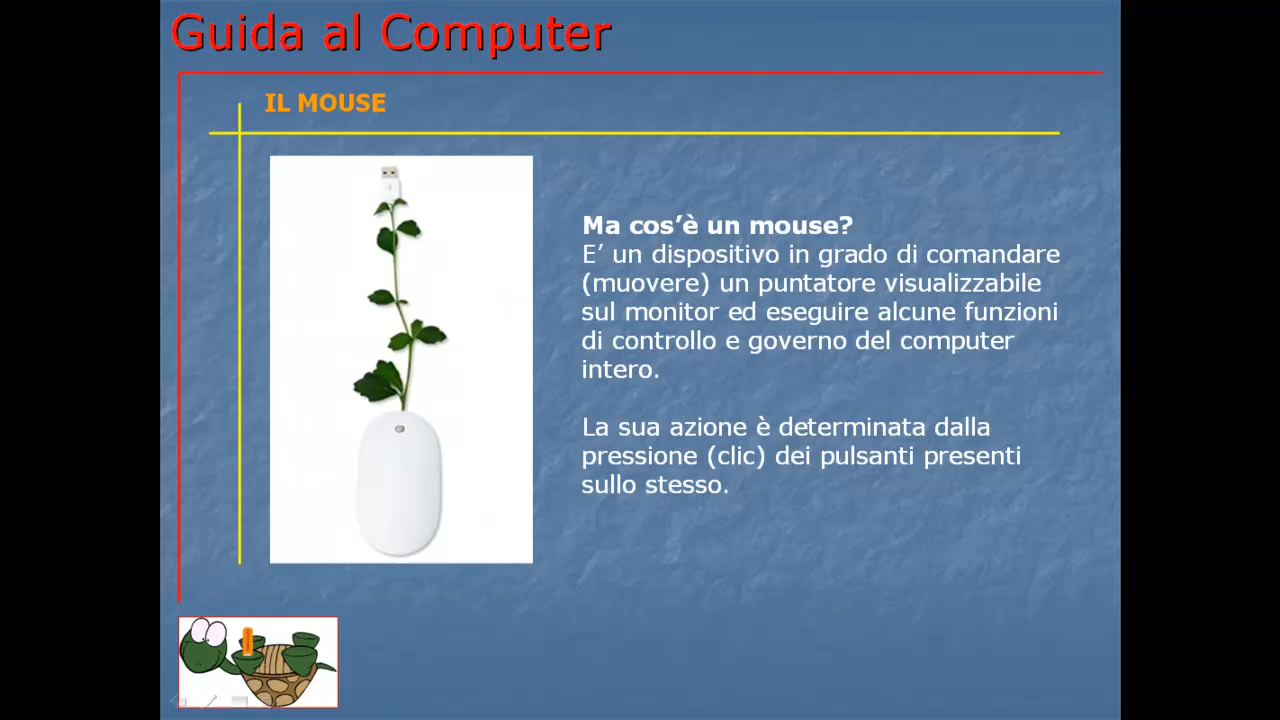 Guida al Computer
IL MOUSE
Ma cos’è un mouse?
E’ un dispositivo in grado di comandare
(muovere) un puntatore visualizzabile
sul monitor ed eseguire alcune funzioni
di controllo e governo del computer
intero.
La sua azione è determinata dalla
pressione (clic) dei pulsanti presenti
sullo stesso.